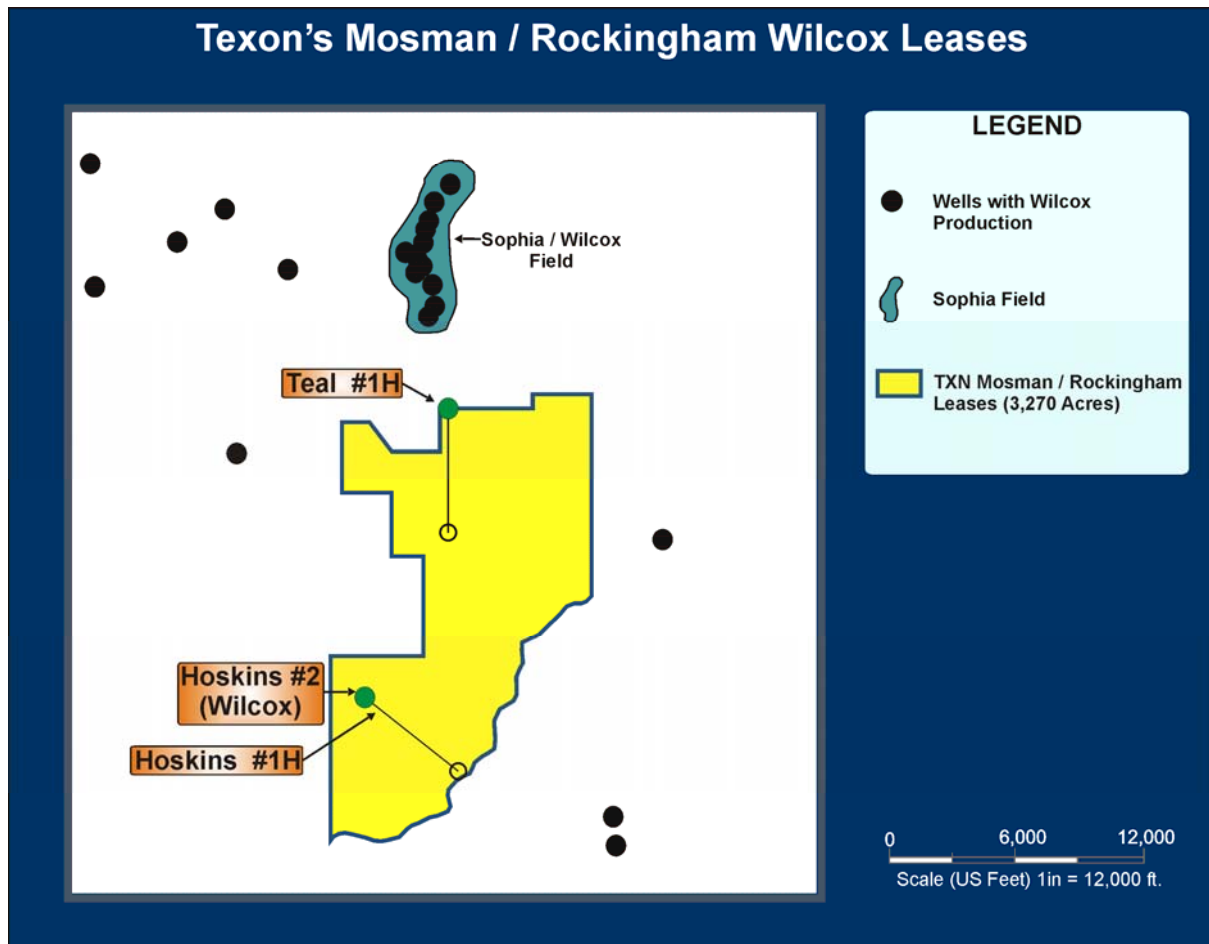 Texon's Mosman / Rockingham Wilcox Leases
LEGEND
Wells with Wilcox
Production
Sophia Field
TXN Mosman / Rockingham
Leases (3,270 Acres)
Sophia / Wilcox
Field
Teal #1H
Hoskins #2
(Wilcox)
Hoskins #1H
0 6,000 12,000
Scale (US Feet) 1in = 12,000 ft.